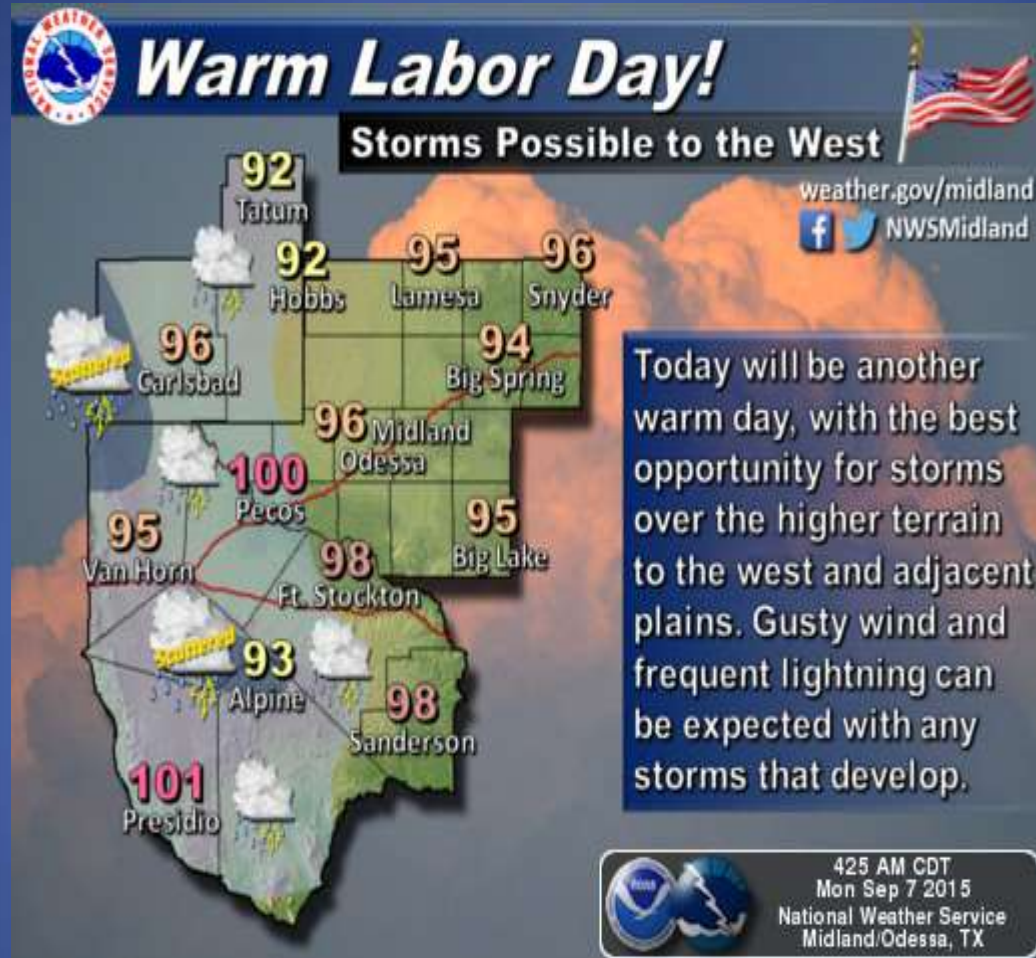 NATIONAL WEATHER SERVICE
Warm Labor Day!
Storms Possible to the West
weather.gov/midland
NWSMidland
92
Tatum
92
Hobbs
95
Lamesa
96
Snyder
Scattered
96
Carlsbad
94
Big Spring
96 Midland
Odessa
100
Pecos
95
Van Horn
95
Big Lake
98
Ft. Stockton
Scattered
93
Alpine
98
Sanderson
101
Presidio
Today will be another
warm day, with the best
opportunity for storms
over the higher terrain
to the west and adjacent
plains. Gusty wind and
frequent lightning can
be expected with any
storms that develop.
noaa
425 AM CDT
Mon Sep 7 2015
National Weather Service
Midland/Odessa, TX